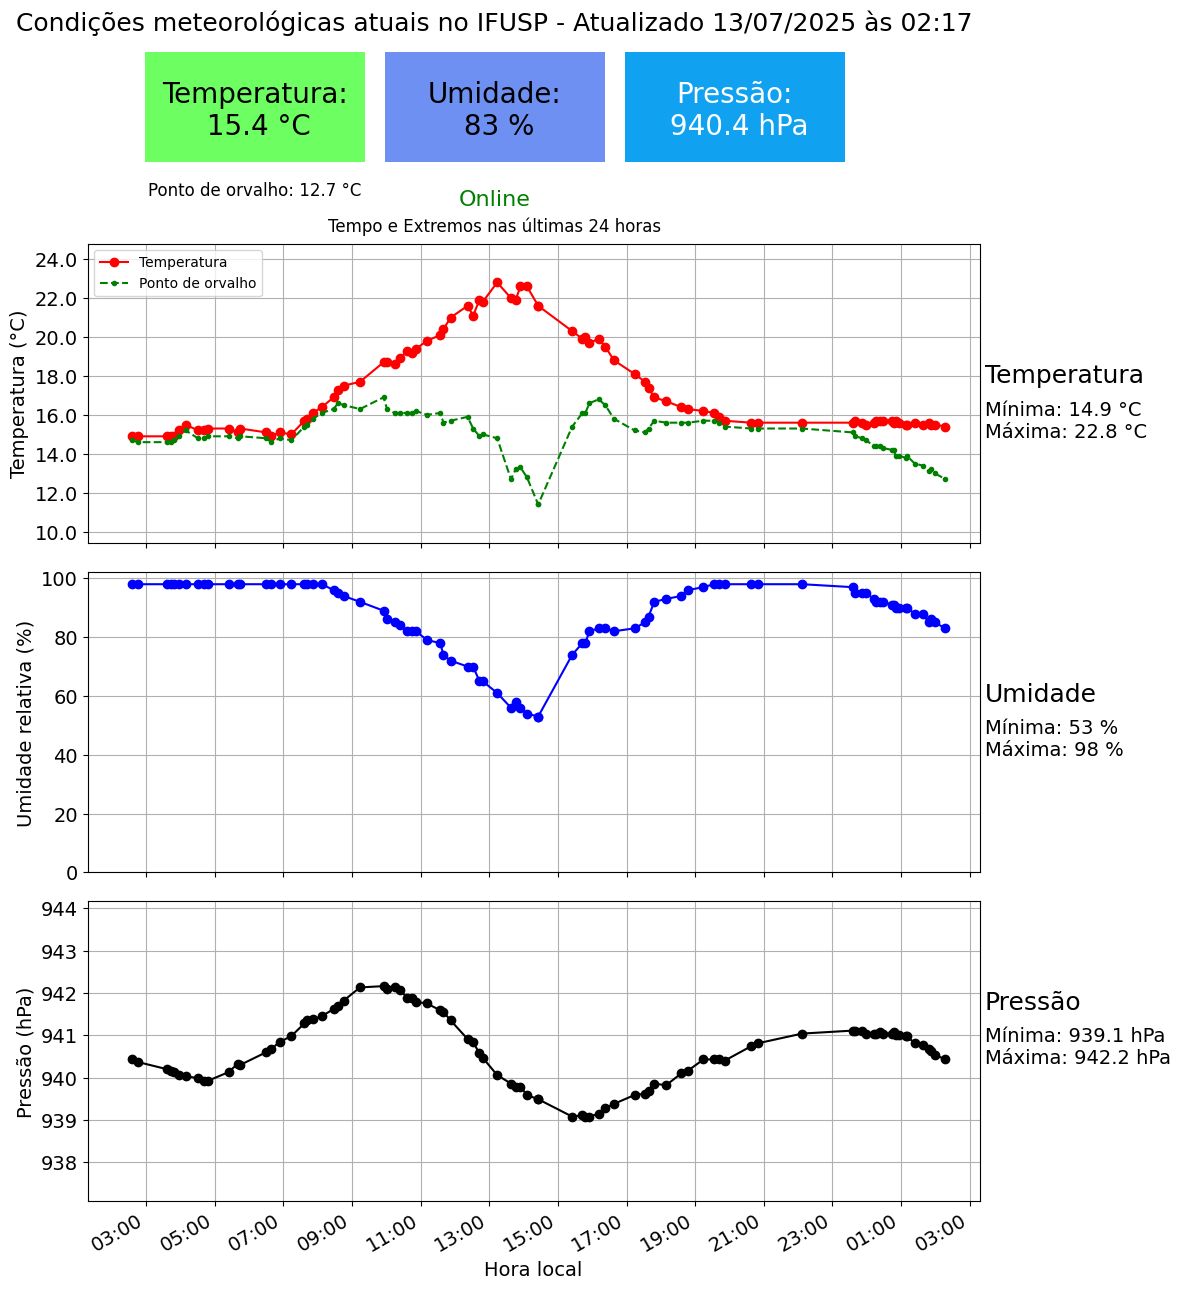 Condições meteorológicas atuais no IFUSP - Atualizado 13/07/2025 às 02:17
Temperatura:
15.4 °C
Umidade:
83 %
Pressão:
940.4 hPa
Ponto de orvalho: 12.7 °C
Online
Tempo e Extremos nas últimas 24 horas
Temperatura
Ponto de orvalho
Temperatura (°C)
24.0
22.0
20.0
18.0
16.0
14.0
12.0
10.0
Temperatura
Mínima: 14.9 °C
Máxima: 22.8 °C
Umidade relativa (%)
100
80
60
40
20
0
Umidade
Mínima: 53 %
Máxima: 98 %
Pressão (hPa)
944
943
942
941
940
939
938
Pressão
Mínima: 939.1 hPa
Máxima: 942.2 hPa
03:00 05:00 07:00 09:00 11:00 13:00 15:00 17:00 19:00 21:00 23:00 01:00 03:00
Hora local